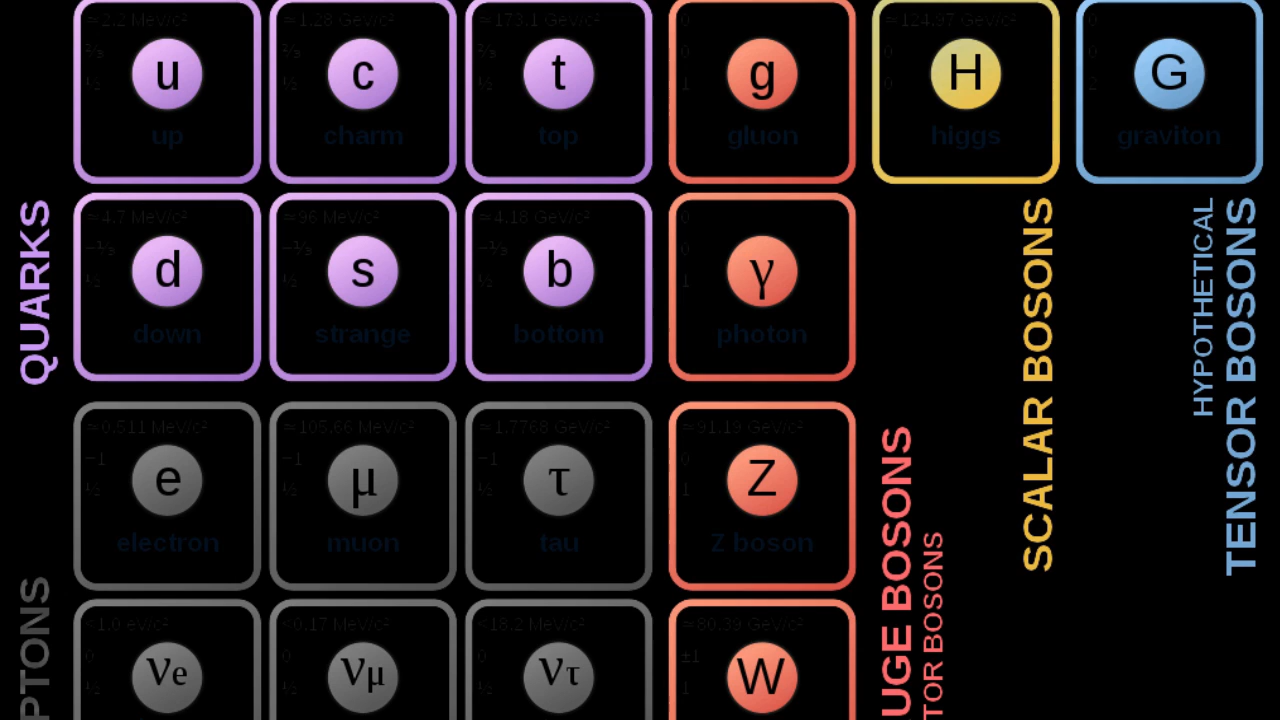 ≃2.2 MeV/c²
⅔
½
u
up
≃1.28 GeV/c²
⅔
½
c
charm
≃173.1 GeV/c²
⅔
½
t
top
0
0
1
g
gluon
≃124.97 GeV/c²
0
0
H
higgs
0
0
2
G
graviton
QUARKS
≃4.7 MeV/c²
−⅓
½
d
down
≃96 MeV/c²
−⅓
½
s
strange
≃4.18 GeV/c²
−⅓
½
b
bottom
0
0
1
γ
photon
SCALAR BOSONS
HYPOTHETICAL
TENSOR BOSONS
≃0.511 MeV/c²
−1
½
e
electron
≃105.66 MeV/c²
−1
½
μ
muon
≃1.7768 GeV/c²
−1
½
τ
tau
≃91.19 GeV/c²
0
1
Z
Z boson
UGE BOSONS
TOR BOSONS
PTONS
<1.0 eV/c²
0
½
νe
<0.17 MeV/c²
0
½
νμ
<18.2 MeV/c²
0
½
ντ
≃80.39 GeV/c²
±1
1
W